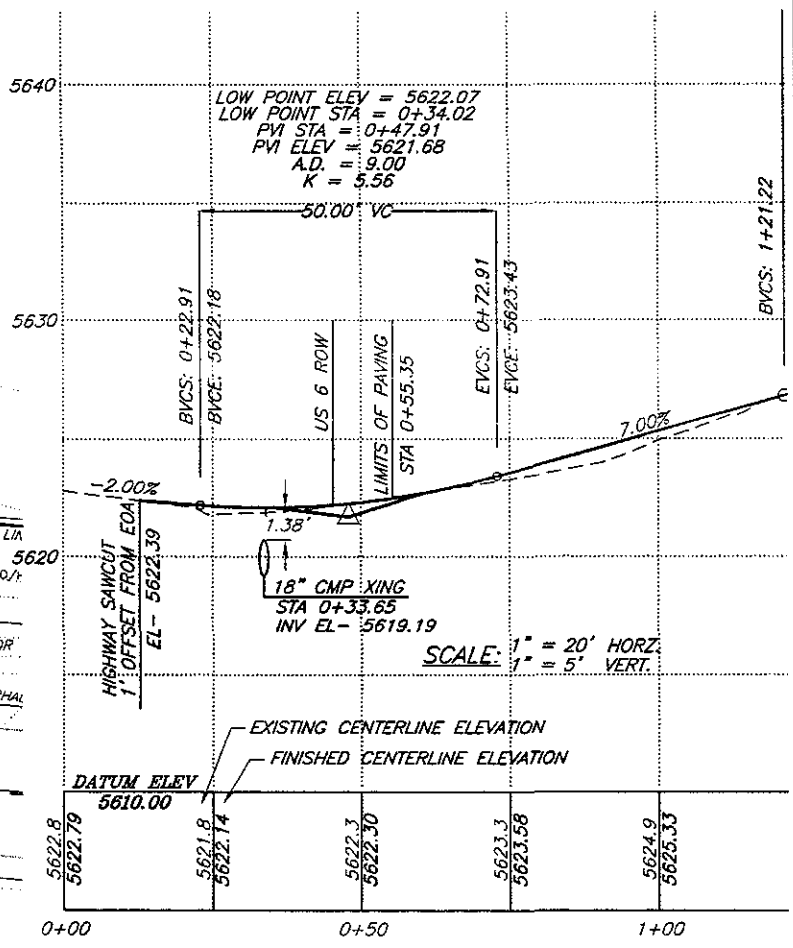 5640
LOW POINT ELEV = 5622.07
LOW POINT STA = 0+34.02
PVI STA = 0+47.91
PVI ELEV = 5621.68
A.D. = 9.00
K = 5.56
50.00' VC
BVCS: 0+22.91
BVCE: 5622.18
EVCS: 0+72.91
EVCE: 5623.43
BVCS: 1+21.22
5630
US 6 ROW
LIMITS OF PAVING
STA 0+55.35
-2.00%
7.00%
1.38'
5620
HIGHWAY SAWCUT
1' OFFSET FROM EOA
EL- 5622.39
18" CMP XING
STA 0+33.65
INV EL- 5619.19
SCALE: 1" = 20' HORZ.
1" = 5' VERT.
EXISTING CENTERLINE ELEVATION
FINISHED CENTERLINE ELEVATION
DATUM ELEV
5610.00
5622.8
5622.79
5621.8
5622.14
5622.3
5622.30
5623.3
5623.58
5624.9
5625.33
0+00
0+50
1+00